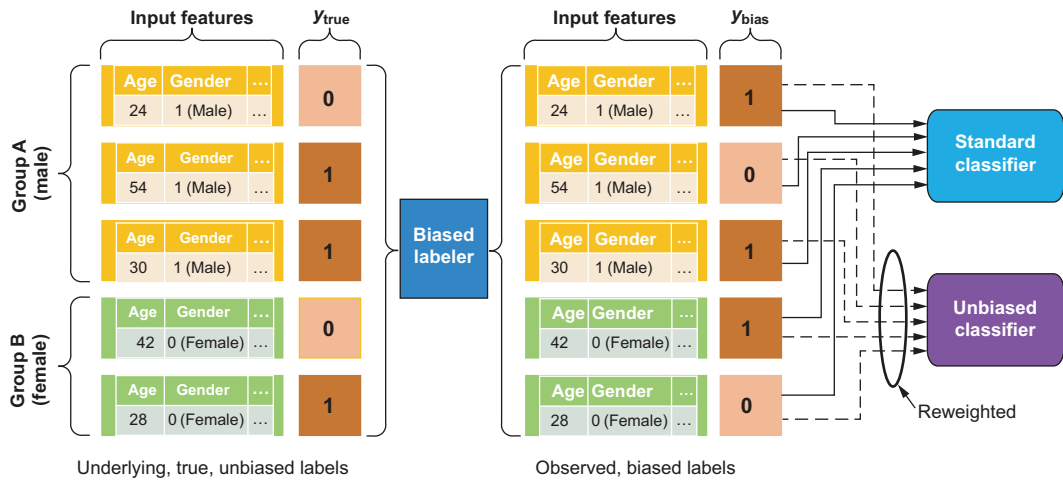 Input features
y true
Input features
y bias
Group A
(male)
Age Gender ...
24 1 (Male) ...
0
Age Gender ...
54 1 (Male) ...
1
Age Gender ...
30 1 (Male) ...
1
Group B
(female)
Age Gender ...
42 0 (Female) ...
0
Age Gender ...
28 0 (Female) ...
1
Biased
labeler
Age Gender ...
24 1 (Male) ...
1
Age Gender ...
54 1 (Male) ...
0
Age Gender ...
30 1 (Male) ...
1
Age Gender ...
42 0 (Female) ...
1
Age Gender ...
28 0 (Female) ...
0
Standard
classifier
Unbiased
classifier
Reweighted
Underlying, true, unbiased labels
Observed, biased labels